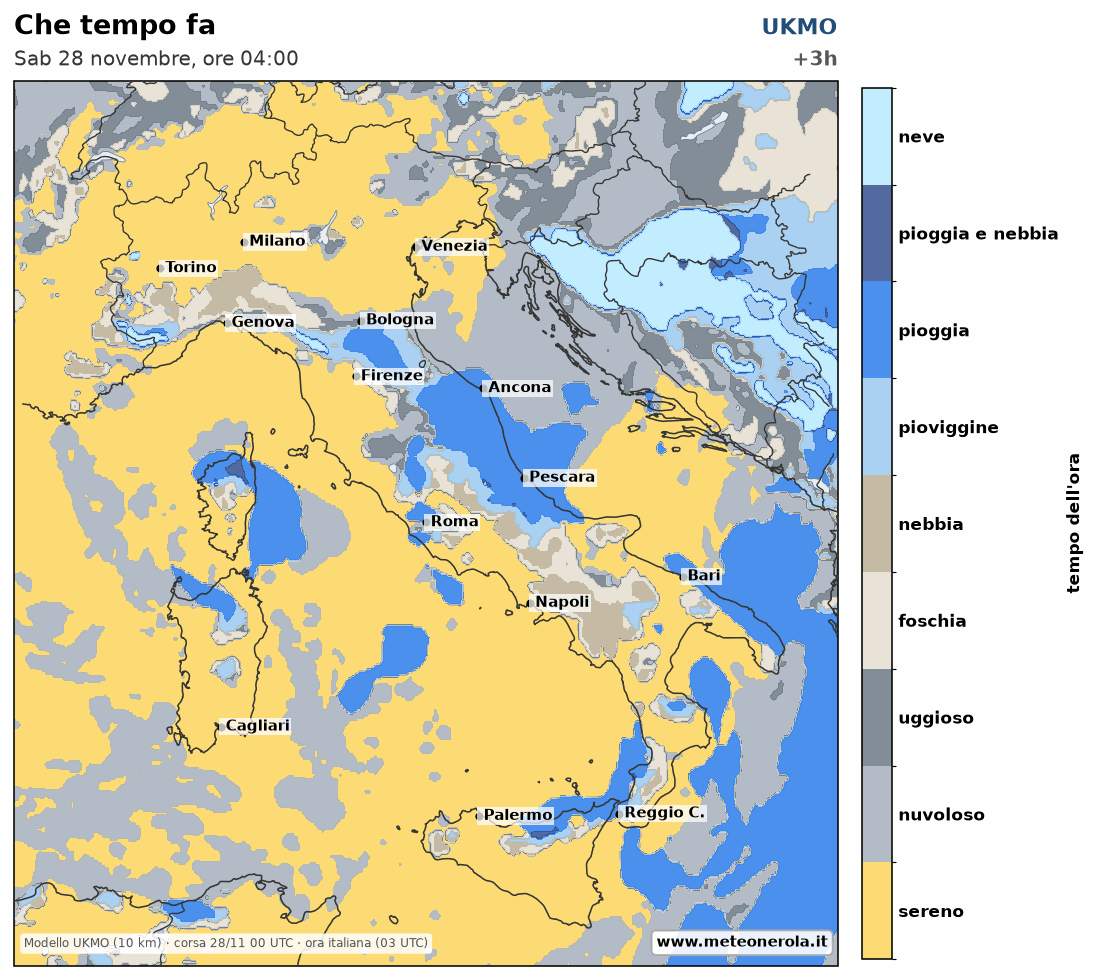 Che tempo fa
UKMO
Sab 28 novembre, ore 04:00
+3h
neve
pioggia e nebbia
pioggia
pioviggine
nebbia
foschia
uggioso
nuvoloso
sereno
tempo dell'ora
Milano
Venezia
Torino
Genova
Bologna
Firenze
Ancona
Pescara
Roma
Bari
Napoli
Cagliari
Palermo
Reggio C.
Modello UKMO (10 km) · corsa 28/11 00 UTC · ora italiana (03 UTC)
www.meteonerola.it